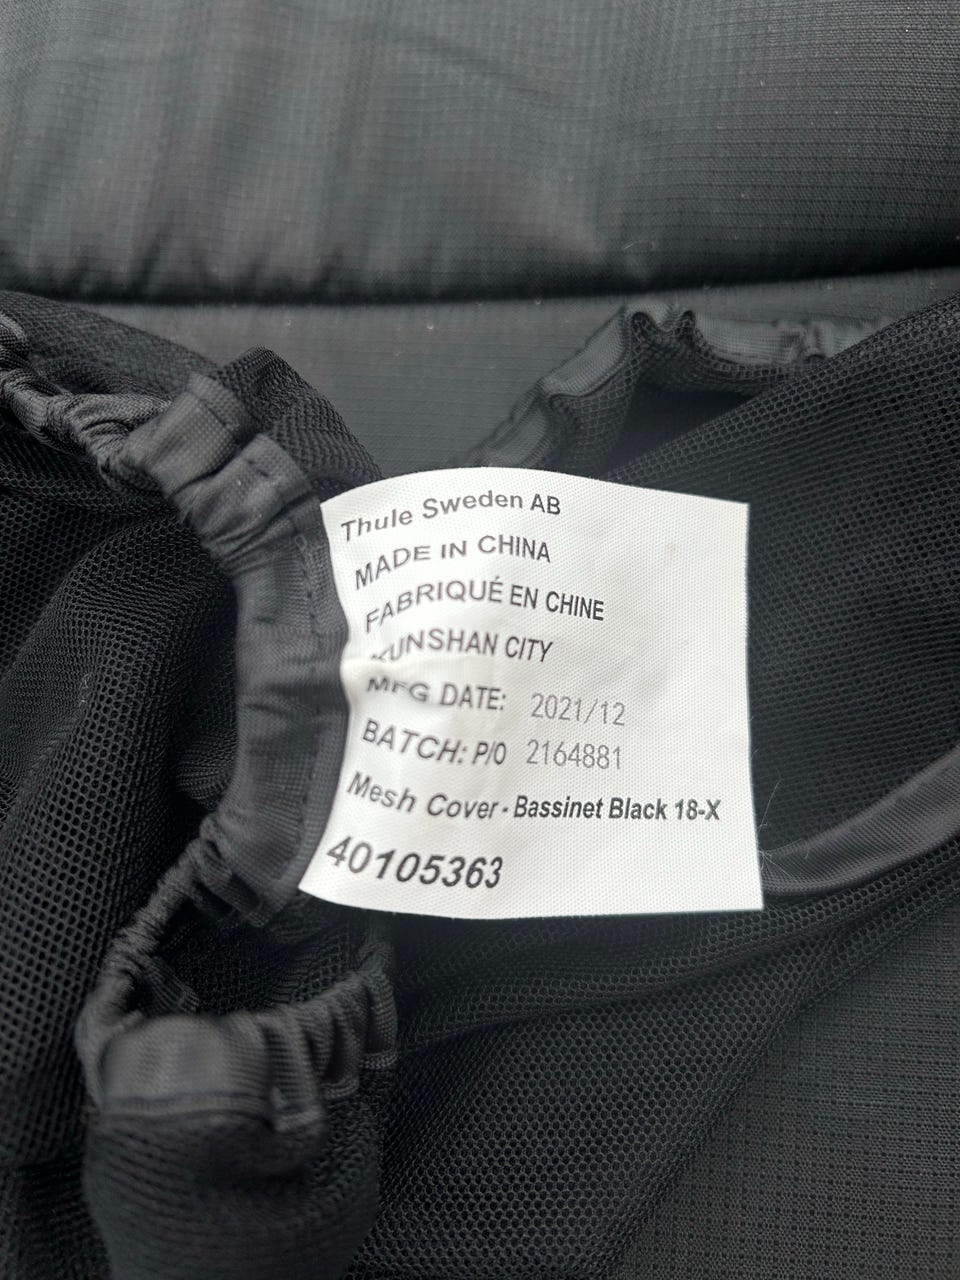 Thule Sweden AB
MADE IN CHINA
FABRIQUÉ EN CHINE
KUNSHAN CITY
MFG DATE: 2021/12
BATCH: P/O 2164881
Mesh Cover - Bassinet Black 18-X
40105363